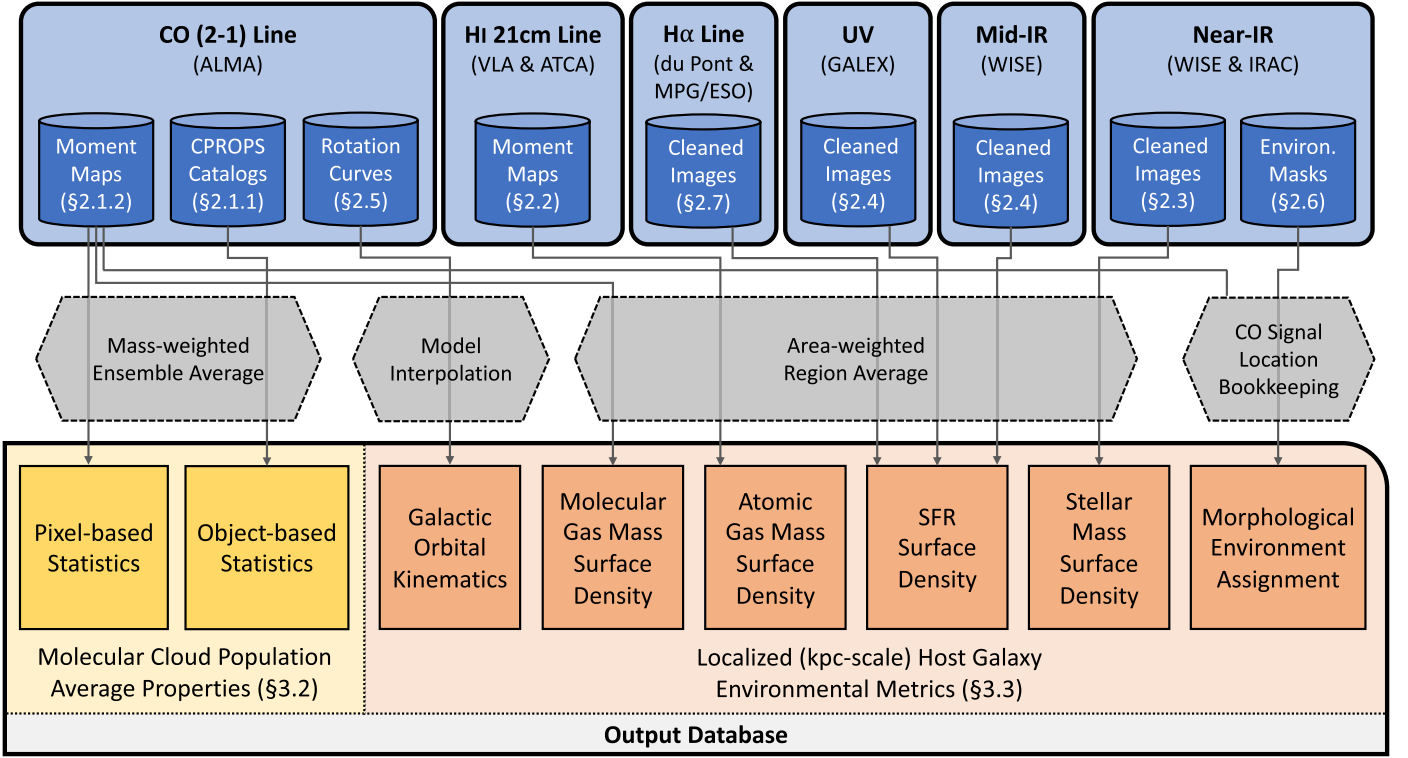 CO (2-1) Line
(ALMA)
Moment
Maps
(§2.1.2)
CPROPS
Catalogs
(§2.1.1)
Rotation
Curves
(§2.5)
HI 21cm Line
(VLA & ATCA)
Moment
Maps
(§2.2)
Hα Line
(du Pont &
MPG/ESO)
Cleaned
Images
(§2.7)
UV
(GALEX)
Cleaned
Images
(§2.4)
Mid-IR
(WISE)
Cleaned
Images
(§2.4)
Near-IR
(WISE & IRAC)
Cleaned
Images
(§2.3)
Environ.
Masks
(§2.6)
Mass-weighted
Ensemble Average
Model
Interpolation
Area-weighted
Region Average
CO Signal
Location
Bookkeeping
Pixel-based
Statistics
Object-based
Statistics
Galactic
Orbital
Kinematics
Molecular
Gas Mass
Surface
Density
Atomic
Gas Mass
Surface
Density
SFR
Surface
Density
Stellar
Mass
Surface
Density
Morphological
Environment
Assignment
Molecular Cloud Population
Average Properties (§3.2)
Localized (kpc-scale) Host Galaxy
Environmental Metrics (§3.3)
Output Database